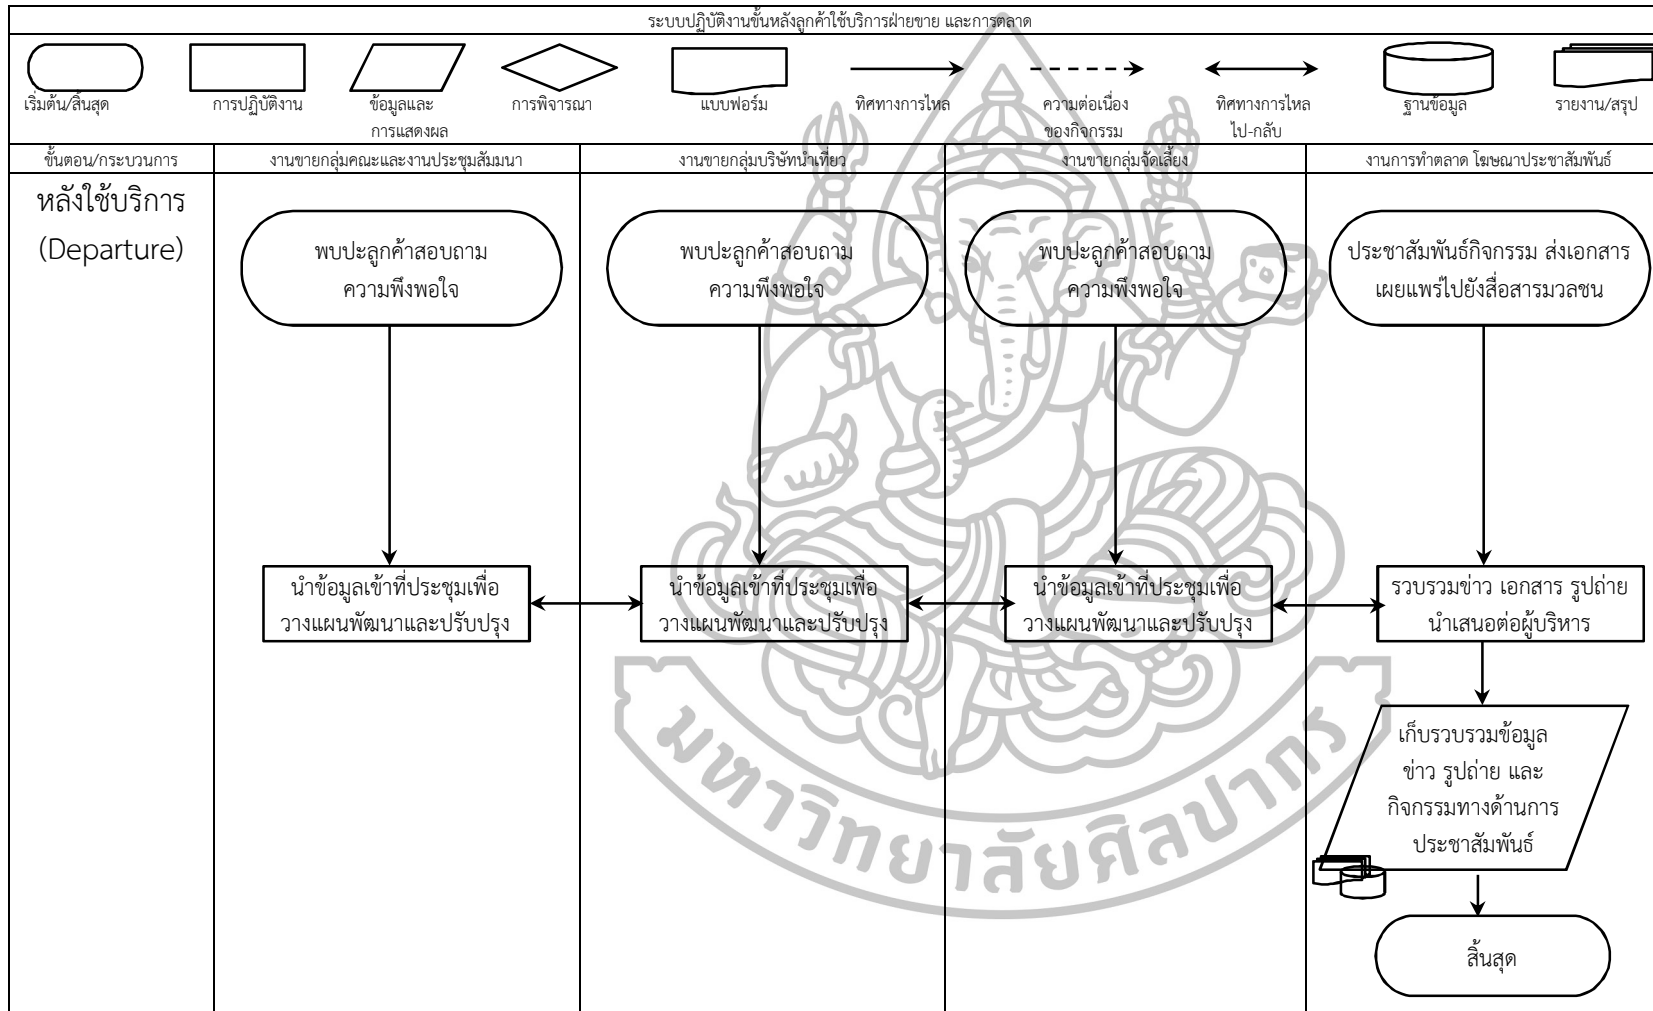 ระบบปฏิบัติงานขั้นหลังลูกค้าใช้บริการฝ่ายขาย และการตลาด
เริ่มต้น/สิ้นสุด
การปฏิบัติงาน
ข้อมูลและ
การแสดงผล
การพิจารณา
แบบฟอร์ม
ทิศทางการไหล
ความต่อเนื่อง
ของกิจกรรม
ทิศทางการไหล
ไป-กลับ
ฐานข้อมูล
รายงาน/สรุป
ขั้นตอน/กระบวนการ
งานขายกลุ่มคณะและงานประชุมสัมมนา
งานขายกลุ่มบริษัทนำเที่ยว
งานขายกลุ่มจัดเลี้ยง
งานการทำตลาด โฆษณาประชาสัมพันธ์
หลังใช้บริการ
(Departure)
พบปะลูกค้าสอบถาม
ความพึงพอใจ
พบปะลูกค้าสอบถาม
ความพึงพอใจ
พบปะลูกค้าสอบถาม
ความพึงพอใจ
ประชาสัมพันธ์กิจกรรม ส่งเอกสาร
เผยแพร่ไปยังสื่อสารมวลชน
นำข้อมูลเข้าที่ประชุมเพื่อ
วางแผนพัฒนาและปรับปรุง
นำข้อมูลเข้าที่ประชุมเพื่อ
วางแผนพัฒนาและปรับปรุง
นำข้อมูลเข้าที่ประชุมเพื่อ
วางแผนพัฒนาและปรับปรุง
รวบรวมข่าว เอกสาร รูปถ่าย
นำเสนอต่อผู้บริหาร
เก็บรวบรวมข้อมูล
ข่าว รูปถ่าย และ
กิจกรรมทางด้านการ
ประชาสัมพันธ์
สิ้นสุด
มหาวิทยาลัยศิลปากร